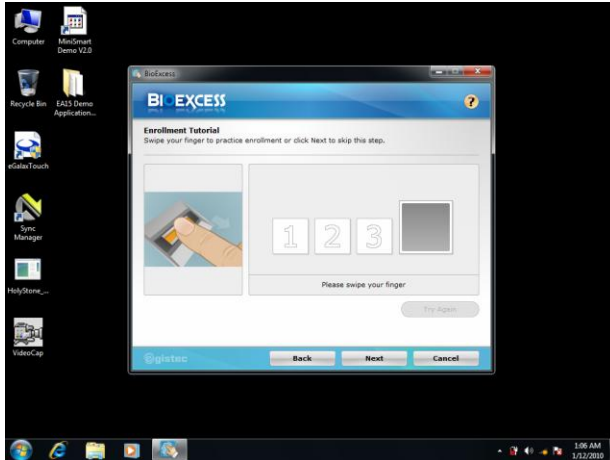 Computer
MiniSmart
Demo V2.0
Recycle Bin
EA15 Demo
Application...
eGalaxTouch
Sync
Manager
HolyStone_...
VideoCap
BioExcess
BIOEXCESS
?
Enrollment Tutorial
Swipe your finger to practice enrollment or click Next to skip this step.
1 2 3
Please swipe your finger
Try Again
egistec
Back
Next
Cancel
1:06 AM
1/12/2010